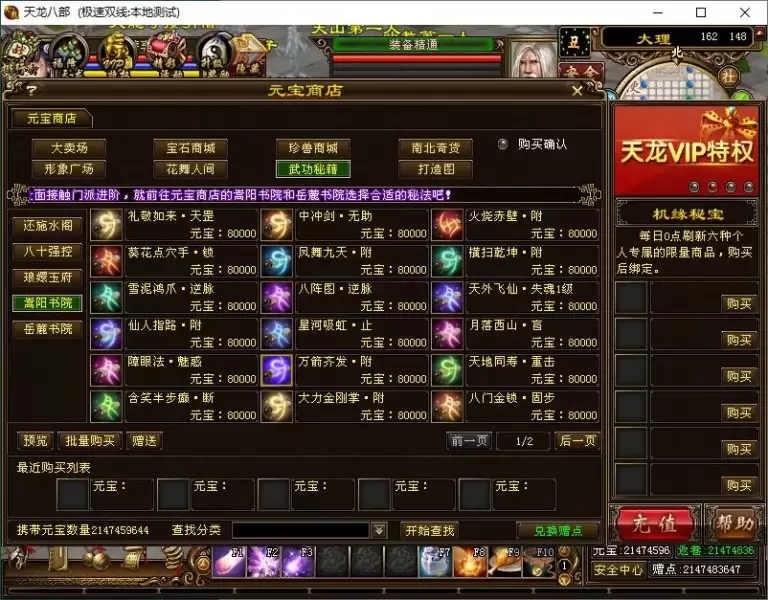 天龙八部 (极速双线:本地测试)
装备精通
大理 162 148
北
元宝商店
元宝商店
大卖场 宝石商城 珍兽商城 南北奇货 购买确认
形象广场 花舞人间 武功秘籍 打造图
面接触门派进阶,就前往元宝商店的嵩阳书院和岳麓书院选择合适的秘法吧!
还施水阁
八十强控
琅嬛玉府
嵩阳书院
岳麓书院
礼敬如来·天罡 中冲剑·无助 火烧赤壁·附
元宝:80000 元宝:80000 元宝:80000
葵花点穴手·锁 凤舞九天·附 横扫乾坤·附
元宝:80000 元宝:80000 元宝:80000
雪泥鸿爪·逆脉 八阵图·逆脉 天外飞仙·失魂1级
元宝:80000 元宝:80000 元宝:80000
仙人指路·附 星河吸虹·止 月落西山·盲
元宝:80000 元宝:80000 元宝:80000
障眼法·魅惑 万箭齐发·附 天地同寿·重击
元宝:80000 元宝:80000 元宝:80000
含笑半步癫·断 大力金刚掌·附 八门金锁·固步
元宝:80000 元宝:80000 元宝:80000
预览 批量购买 赠送 前一页 1/2 后一页
最近购买列表
元宝: 元宝: 元宝: 元宝: 元宝:
携带元宝数量2147459644 查找分类 开始查找 兑换赠点
天龙VIP特权
机缘秘宝
每日0点刷新六种个
人专属的限量商品,购买
后绑定。
购买
购买
购买
购买
购买
购买
充值 帮助
F1 F2 F3 F7 F8 F9 F10
元宝:21474596
安全中心 赠点:2147483647